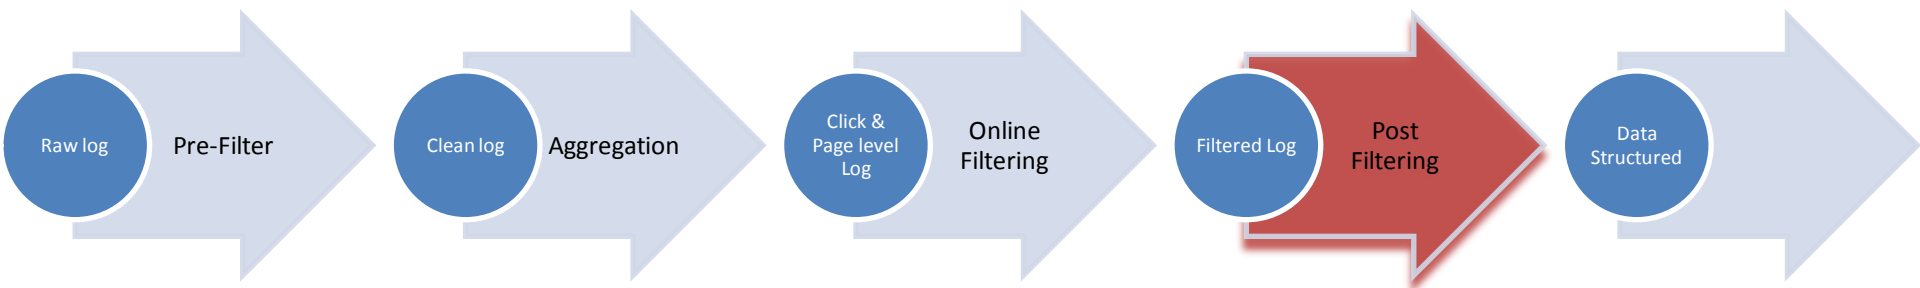 Raw log
Pre-Filter
Clean log
Aggregation
Click &
Page level
Log
Online
Filtering
Filtered Log
Post
Filtering
Data
Structured